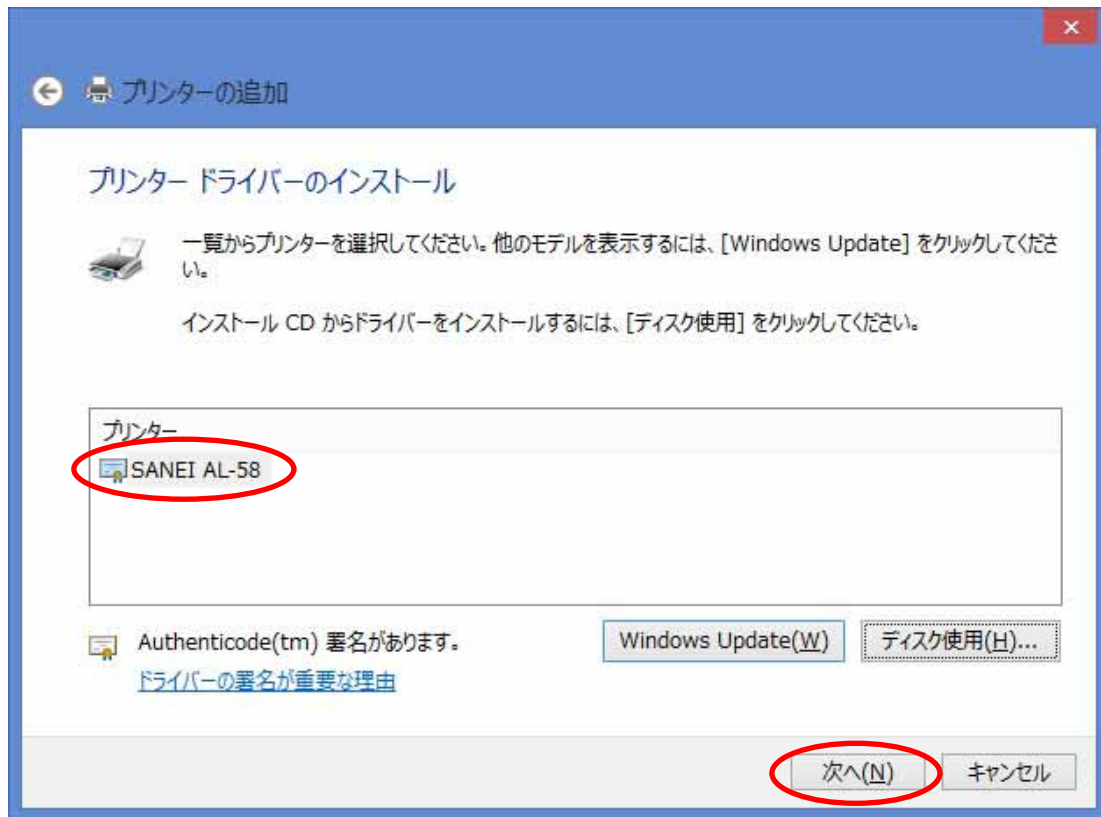 プリンターの追加
プリンター ドライバーのインストール
一覧からプリンターを選択してください。他のモデルを表示するには、[Windows Update] をクリックしてくださ
い。
インストール CD からドライバーをインストールするには、[ディスク使用] をクリックしてください。
プリンター
SANEI AL-58
Authenticode(tm) 署名があります。
Windows Update(W)
ディスク使用(H)...
ドライバーの署名が重要な理由
次へ(N)
キャンセル